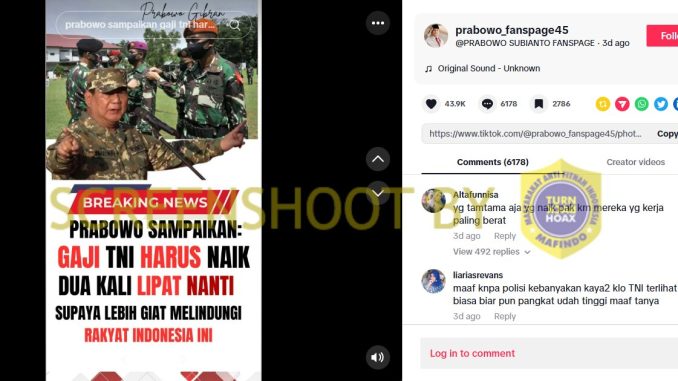 Prabowo Gibran
prabowo sampaikan gaji tni har...
BREAKING NEWS
PRABOWO SAMPAIKAN:
GAJI TNI HARUS NAIK
DUA KALI LIPAT NANTI
SUPAYA LEBIH GIAT MELINDUNGI
RAKYAT INDONESIA INI
SCREENSHOOT BY
MASYARAKAT ANTI FITNAH INDONESIA
TURN
HOAX
MAFINDO
prabowo_fanspage45
@PRABOWO SUBIANTO FANSPAGE · 3d ago
Follo
♫ Original Sound - Unknown
43.9K
6178
2786
https://www.tiktok.com/@prabowo_fanspage45/phot...
Copy
Comments (6178)
Creator videos
Altafunnisa
yg tamtama aja yg naik pak krn mereka yg kerja
paling berat
3d ago Reply
View 492 replies
liariasrevans
maaf knpa polisi kebanyakan kaya2 klo TNI terlihat
biasa biar pun pangkat udah tinggi maaf tanya
3d ago Reply
Log in to comment